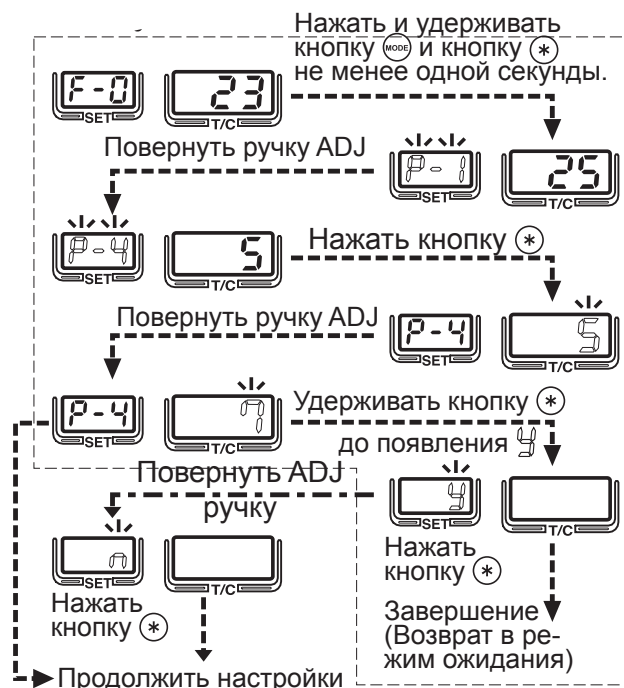 Нажать и удерживать
кнопку MODE и кнопку *
не менее одной секунды.
F-0 23
SET T/C
Повернуть ручку ADJ
P-1 25
SET T/C
P-4 5
SET T/C
Нажать кнопку *
Повернуть ручку ADJ
P-4 5
SET T/C
P-4 7
SET T/C
Удерживать кнопку *
до появления y
Повернуть ADJ
ручку
y
SET T/C
Нажать
кнопку *
n
SET T/C
Нажать
кнопку *
Завершение
(Возврат в ре-
жим ожидания)
Продолжить настройки